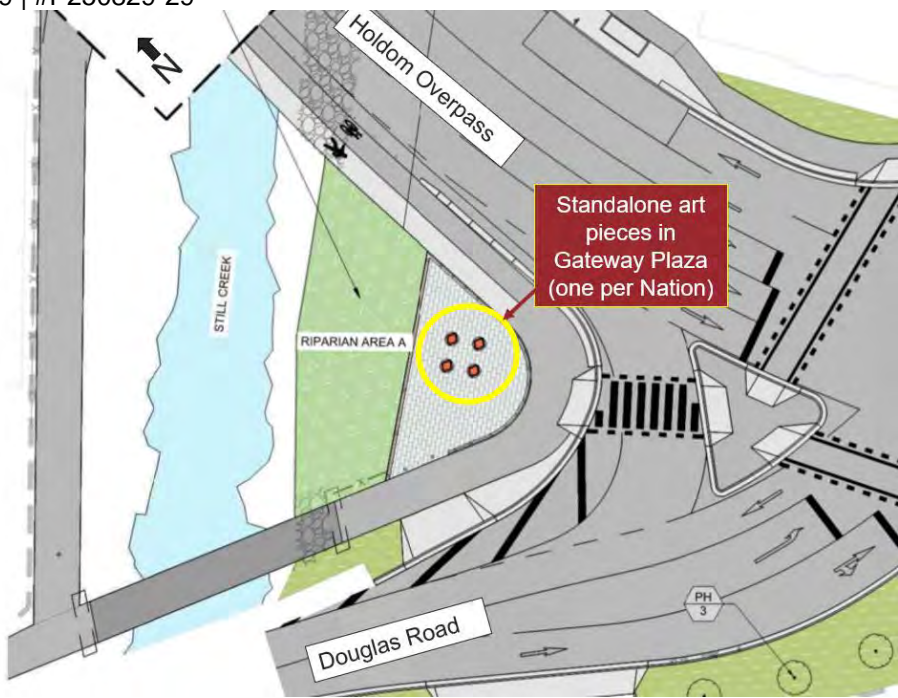 N
Holdom Overpass
Standalone art
pieces in
Gateway Plaza
(one per Nation)
STILL CREEK
RIPARIAN AREA A
PH
3
Douglas Road